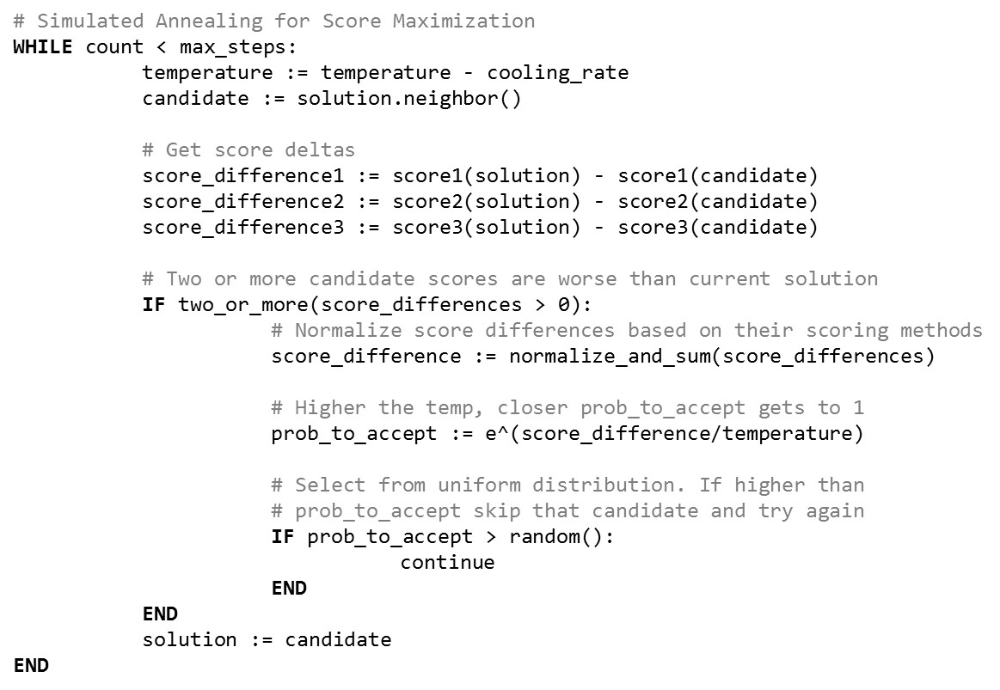 # Simulated Annealing for Score Maximization
WHILE count < max_steps:
temperature := temperature - cooling_rate
candidate := solution.neighbor()
# Get score deltas
score_difference1 := score1(solution) - score1(candidate)
score_difference2 := score2(solution) - score2(candidate)
score_difference3 := score3(solution) - score3(candidate)
# Two or more candidate scores are worse than current solution
IF two_or_more(score_differences > 0):
# Normalize score differences based on their scoring methods
score_difference := normalize_and_sum(score_differences)
# Higher the temp, closer prob_to_accept gets to 1
prob_to_accept := e^(score_difference/temperature)
# Select from uniform distribution. If higher than
# prob_to_accept skip that candidate and try again
IF prob_to_accept > random():
continue
END
END
solution := candidate
END